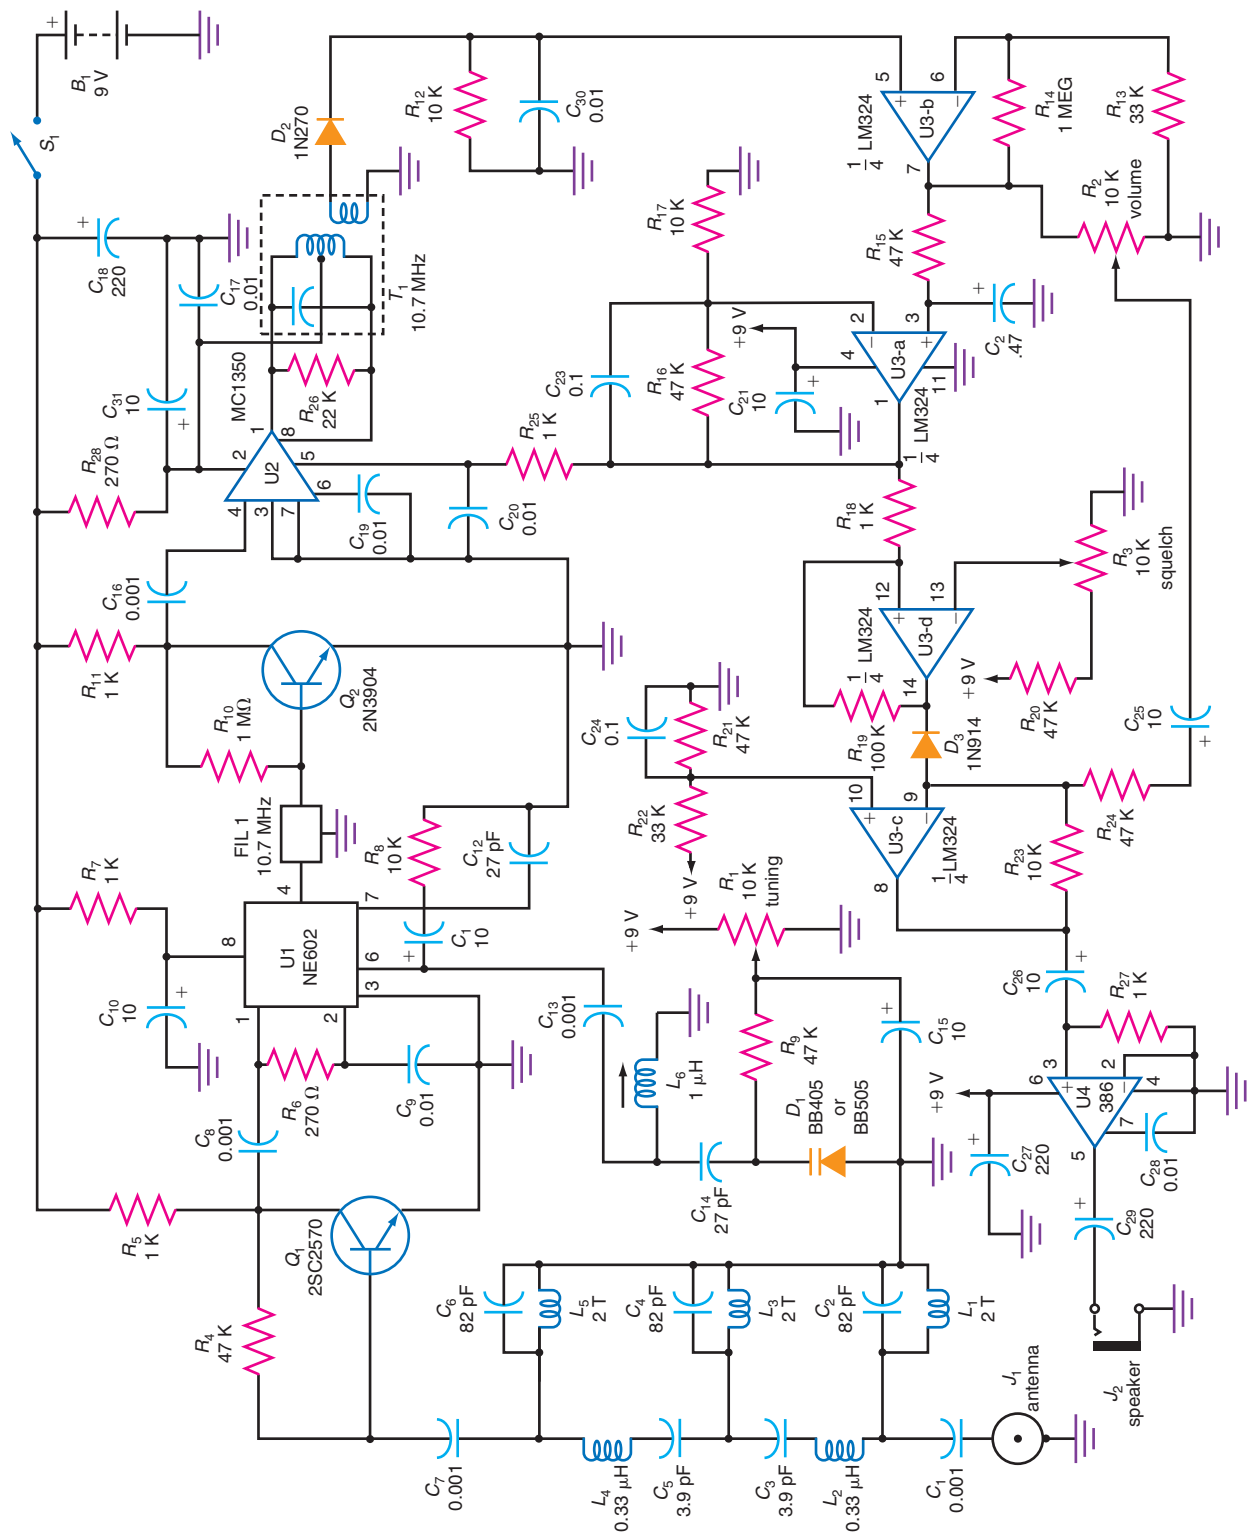 S₁
+
B₁
9 V
C₁₈
220
+
R₂₈
270 Ω
C₃₁
10
+
C₁₇
0.01
D₂
1N270
R₁₂
10 K
C₃₀
0.01
T₁
10.7 MHz
MC1350
R₂₆
22 K
U2
1
2
3
4
5
6
7
8
C₁₉
0.01
C₂₀
0.01
R₂₅
1 K
C₁₆
0.001
R₁₁
1 K
R₁₀
1 MΩ
Q₂
2N3904
FIL 1
10.7 MHz
R₇
1 K
C₁₀
10
+
U1
NE602
1
2
3
4
6
7
8
R₈
10 K
C₁₂
27 pF
C₁
10
+
C₁₃
0.001
L₆
1 μH
C₁₄
27 pF
D₁
BB405
or
BB505
R₉
47 K
R₁
10 K
tuning
+9 V
C₁₅
10
+
R₆
270 Ω
C₉
0.01
C₈
0.001
R₅
1 K
Q₁
2SC2570
R₄
47 K
C₇
0.001
C₆
82 pF
L₅
2 T
C₄
82 pF
L₃
2 T
C₂
82 pF
L₁
2 T
L₄
0.33 μH
C₅
3.9 pF
C₃
3.9 pF
L₂
0.33 μH
C₁
0.001
J₁
antenna
J₂
speaker
C₂₉
220
+
C₂₈
0.01
C₂₇
220
+
+9 V
U4
386
+
−
2
3
4
5
6
7
R₂₇
1 K
C₂₆
10
+
R₂₃
10 K
R₂₄
47 K
C₂₅
10
+
U3-c
1/4 LM324
8
9
10
+
−
R₂₂
33 K
+9 V
R₂₁
47 K
C₂₄
0.1
D₃
1N914
R₁₉
100 K
1/4 LM324
U3-d
12
13
14
+
−
R₁₈
1 K
+9 V
R₂₀
47 K
R₃
10 K
squelch
U3-a
1/4 LM324
1
2
3
4
11
+
−
C₂₁
10
+
+9 V
C₂₃
0.1
R₁₆
47 K
R₁₇
10 K
C₂
.47
+
R₁₅
47 K
1/4 LM324
U3-b
5
6
7
+
−
R₁₄
1 MEG
R₁₃
33 K
R₂
10 K
volume